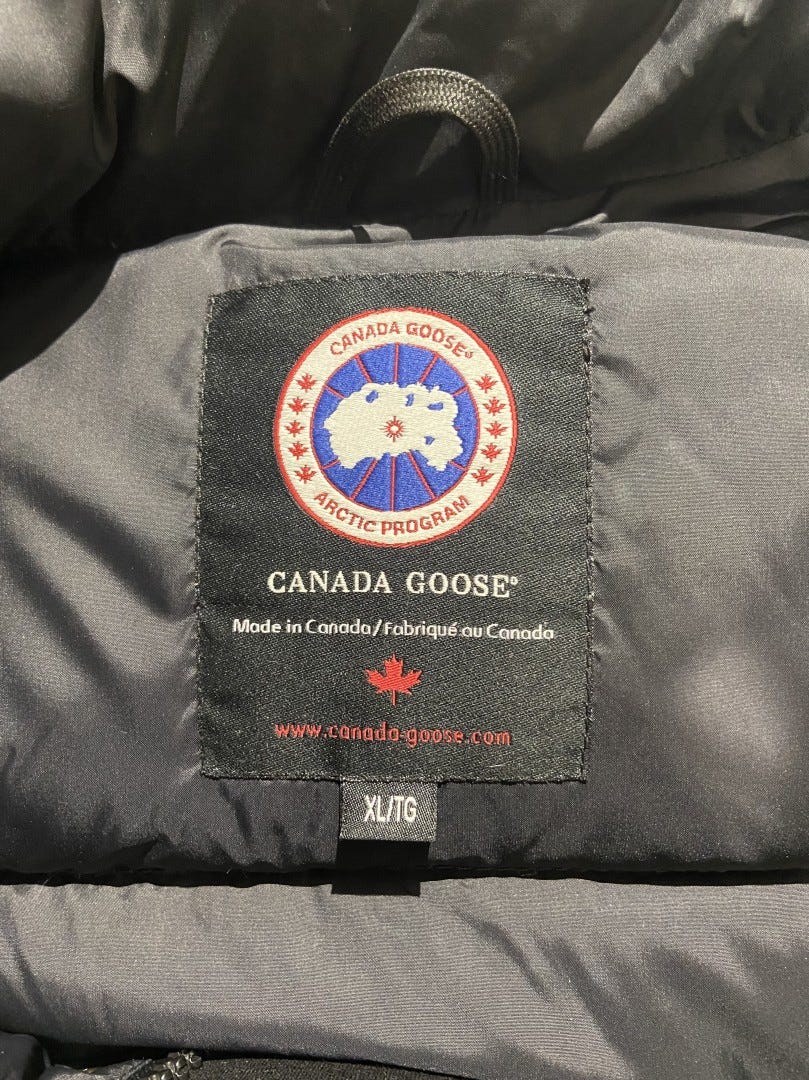 CANADA GOOSE®
ARCTIC PROGRAM
CANADA GOOSE®
Made in Canada/Fabriqué au Canada
www.canada-goose.com
XL/TG